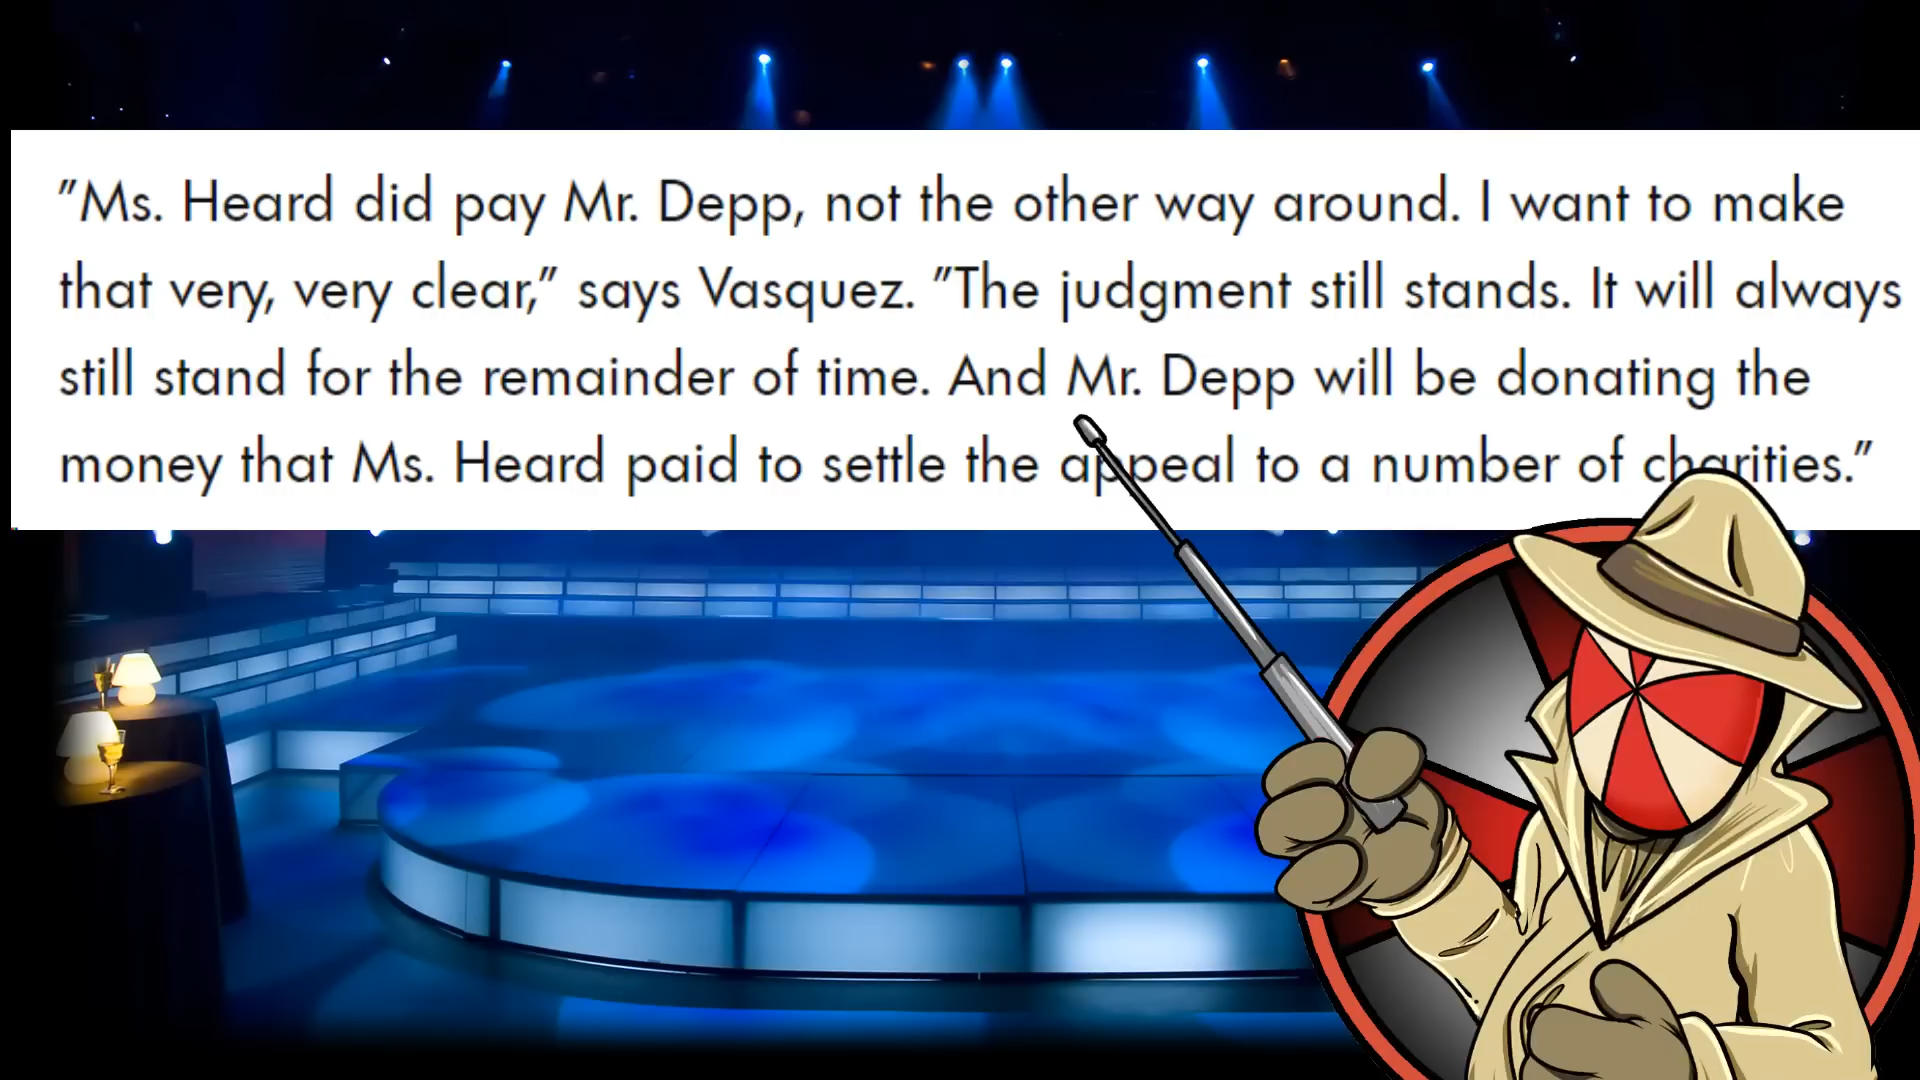 "Ms. Heard did pay Mr. Depp, not the other way around. I want to make
that very, very clear," says Vasquez. "The judgment still stands. It will always
still stand for the remainder of time. And Mr. Depp will be donating the
money that Ms. Heard paid to settle the appeal to a number of charities."